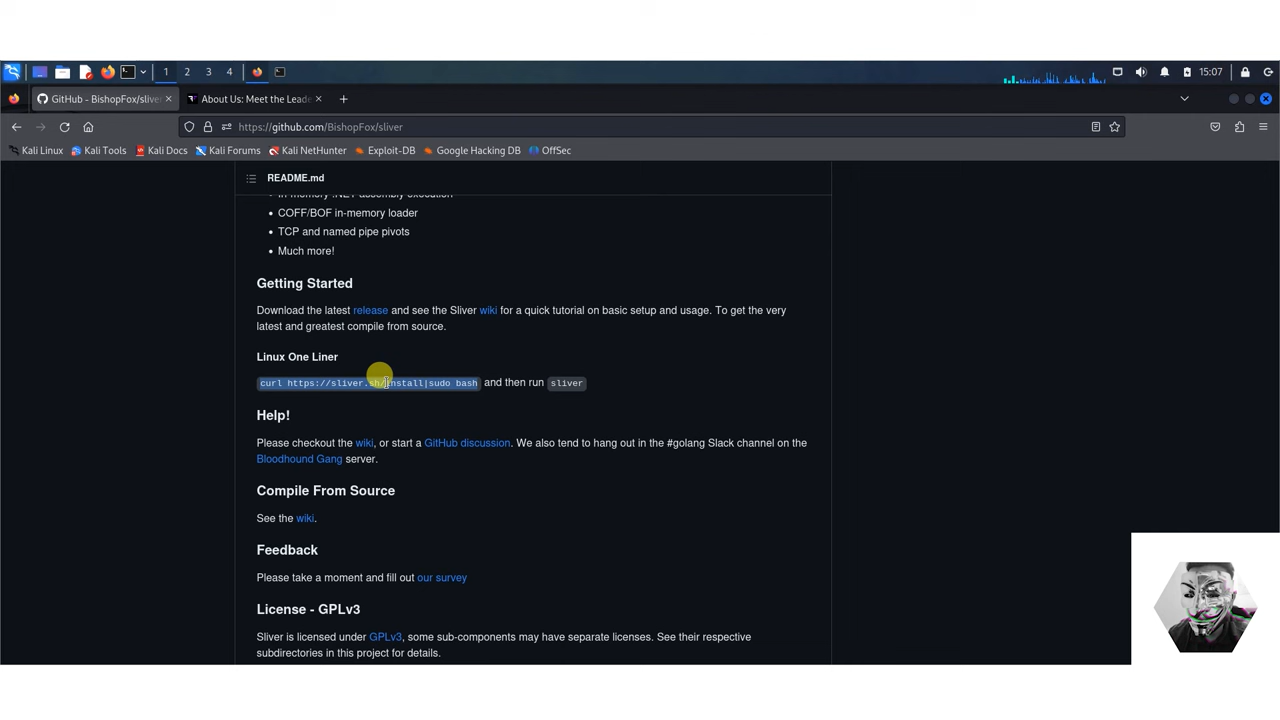 1 2 3 4 15:07
GitHub - BishopFox/sliver
About Us: Meet the Leade
https://github.com/BishopFox/sliver
Kali Linux Kali Tools Kali Docs Kali Forums Kali NetHunter Exploit-DB Google Hacking DB OffSec
README.md
In-memory .NET assembly execution
COFF/BOF in-memory loader
TCP and named pipe pivots
Much more!
Getting Started
Download the latest release and see the Sliver wiki for a quick tutorial on basic setup and usage. To get the very
latest and greatest compile from source.
Linux One Liner
curl https://sliver.sh/install|sudo bash and then run sliver
Help!
Please checkout the wiki, or start a GitHub discussion. We also tend to hang out in the #golang Slack channel on the
Bloodhound Gang server.
Compile From Source
See the wiki.
Feedback
Please take a moment and fill out our survey
License - GPLv3
Sliver is licensed under GPLv3, some sub-components may have separate licenses. See their respective
subdirectories in this project for details.